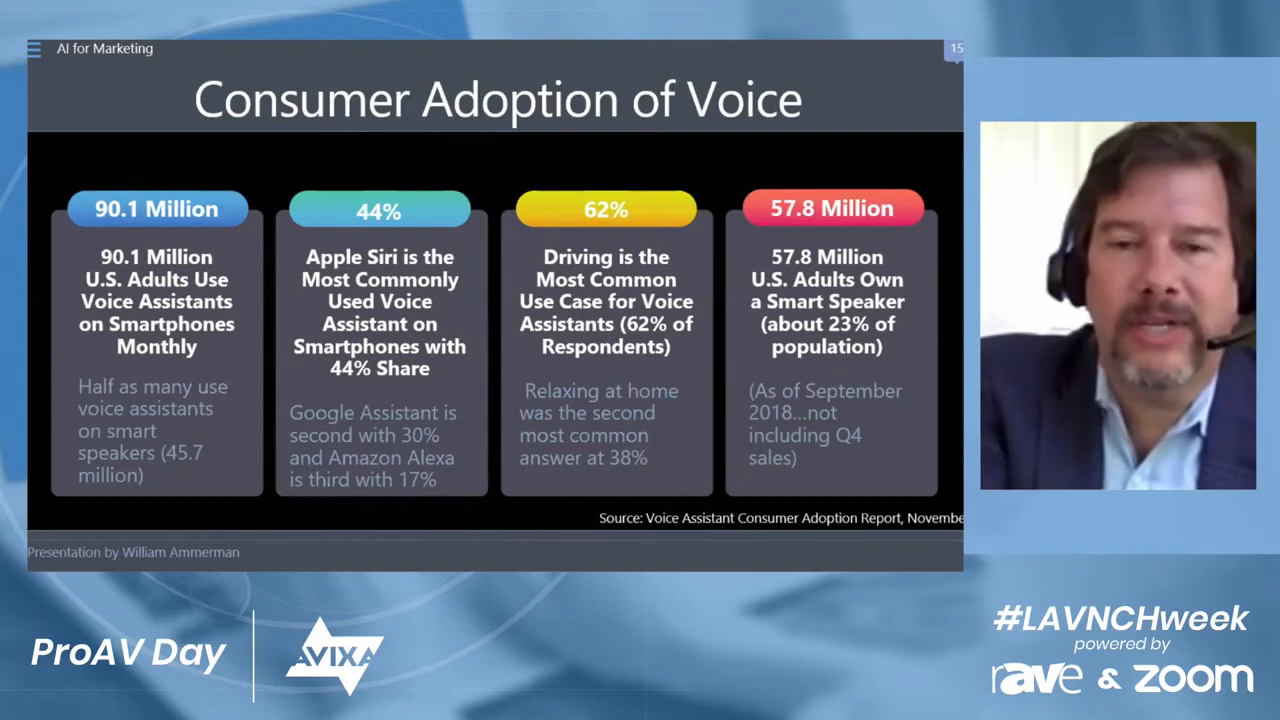 AI for Marketing
15
Consumer Adoption of Voice
90.1 Million
90.1 Million
U.S. Adults Use
Voice Assistants
on Smartphones
Monthly
Half as many use
voice assistants
on smart
speakers (45.7
million)
44%
Apple Siri is the
Most Commonly
Used Voice
Assistant on
Smartphones with
44% Share
Google Assistant is
second with 30%
and Amazon Alexa
is third with 17%
62%
Driving is the
Most Common
Use Case for Voice
Assistants (62% of
Respondents)
Relaxing at home
was the second
most common
answer at 38%
57.8 Million
57.8 Million
U.S. Adults Own
a Smart Speaker
(about 23% of
population)
(As of September
2018...not
including Q4
sales)
Source: Voice Assistant Consumer Adoption Report, Novembe
Presentation by William Ammerman
ProAV Day
AVIXA
#LAVNCHweek
powered by
rAVe & zoom